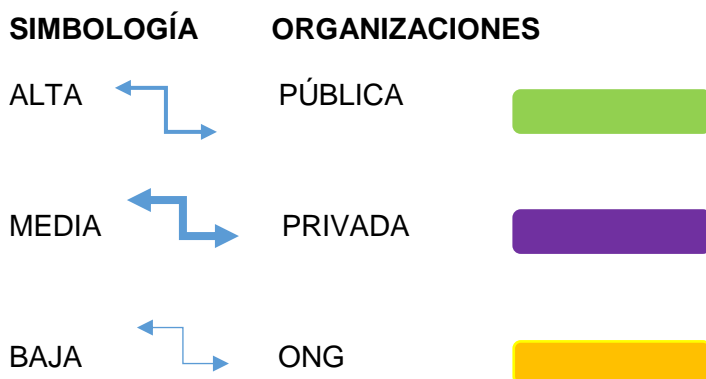 SIMBOLOGÍA ORGANIZACIONES
ALTA PÚBLICA
MEDIA PRIVADA
BAJA ONG